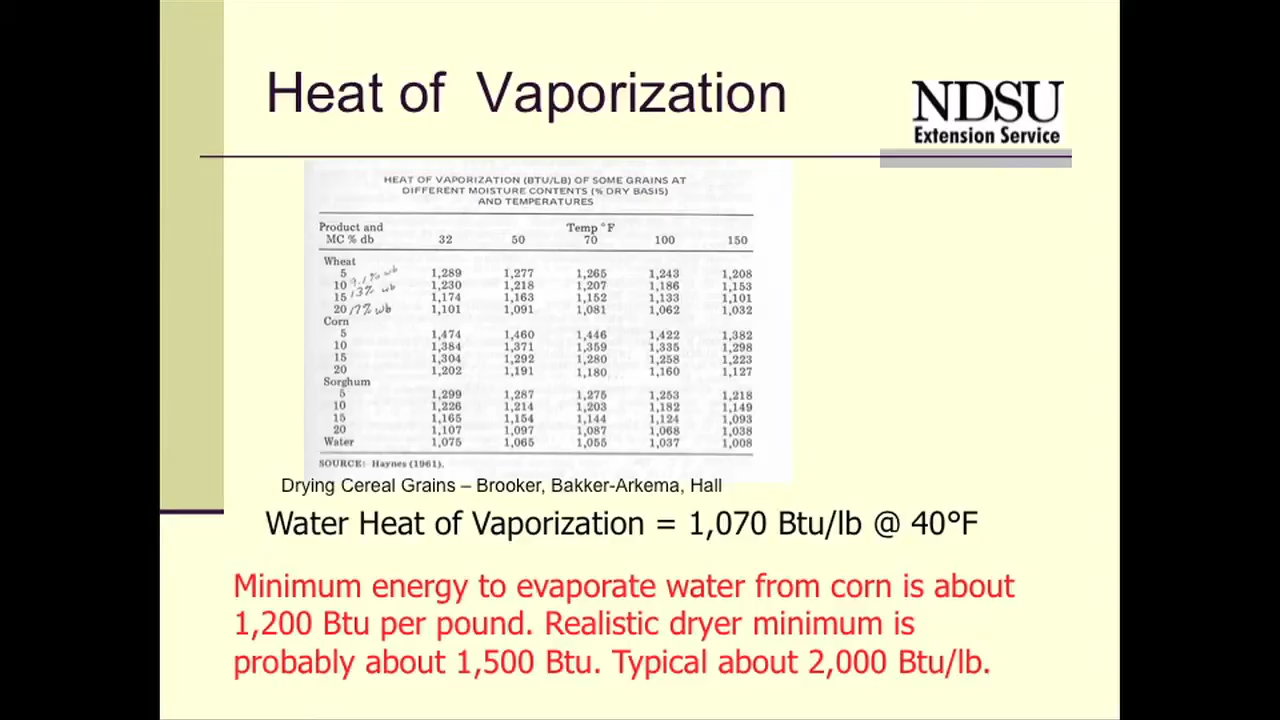 Heat of Vaporization
NDSU
Extension Service
HEAT OF VAPORIZATION (BTU/LB) OF SOME GRAINS AT
DIFFERENT MOISTURE CONTENTS (% DRY BASIS)
AND TEMPERATURES
Product and Temp °F
MC % db 32 50 70 100 150
Wheat
5 1,289 1,277 1,265 1,243 1,208
10 9.1% wb 1,230 1,218 1,207 1,186 1,153
15 13% wb 1,174 1,163 1,152 1,133 1,101
20 17% wb 1,101 1,091 1,081 1,062 1,032
Corn
5 1,474 1,460 1,446 1,422 1,382
10 1,384 1,371 1,359 1,335 1,298
15 1,304 1,292 1,280 1,258 1,223
20 1,202 1,191 1,180 1,160 1,127
Sorghum
5 1,299 1,287 1,275 1,253 1,218
10 1,226 1,214 1,203 1,182 1,149
15 1,165 1,154 1,144 1,124 1,093
20 1,107 1,097 1,087 1,068 1,038
Water 1,075 1,065 1,055 1,037 1,008
SOURCE: Haynes (1961).
Drying Cereal Grains – Brooker, Bakker-Arkema, Hall
Water Heat of Vaporization = 1,070 Btu/lb @ 40°F
Minimum energy to evaporate water from corn is about
1,200 Btu per pound. Realistic dryer minimum is
probably about 1,500 Btu. Typical about 2,000 Btu/lb.